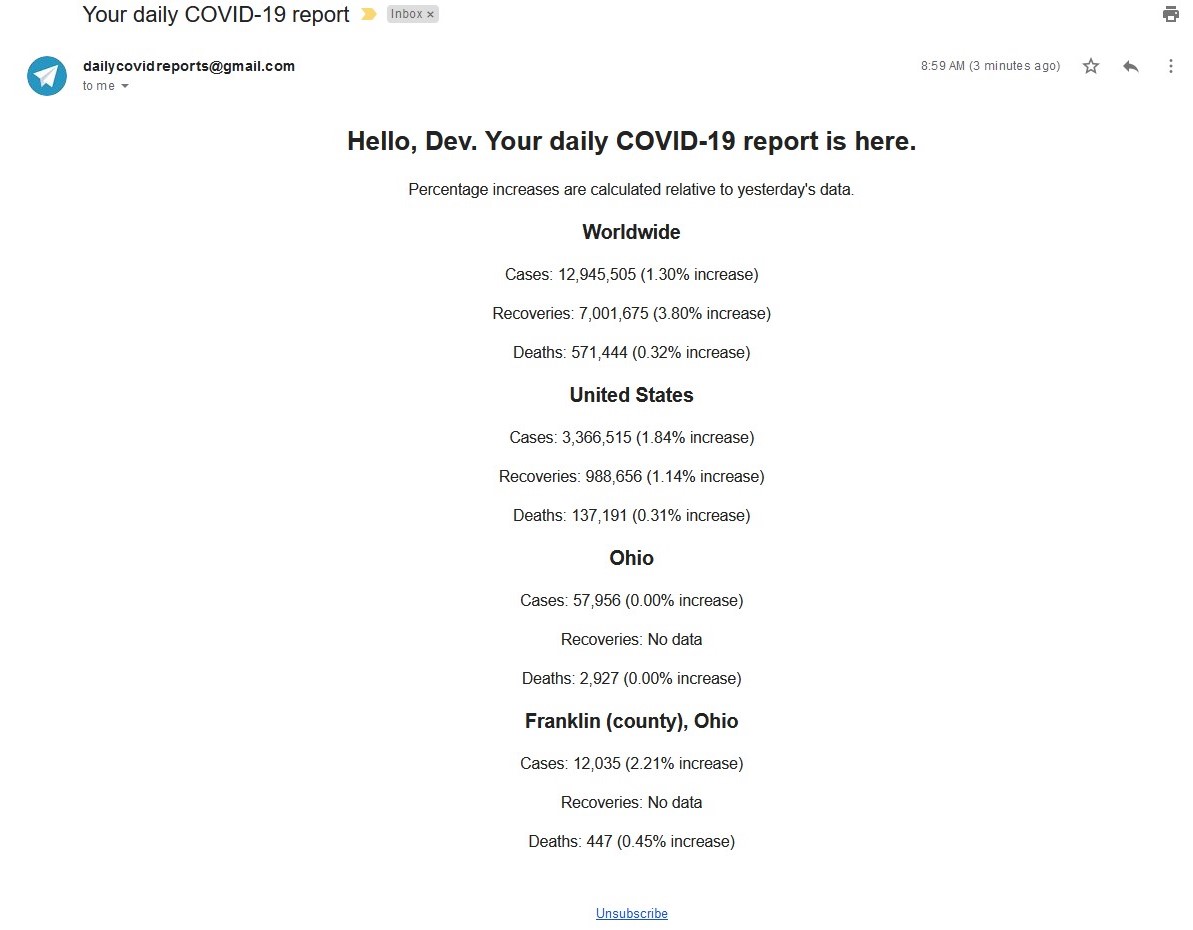 Your daily COVID-19 report
Inbox ×
dailycovidreports@gmail.com
8:59 AM (3 minutes ago)
to me
Hello, Dev. Your daily COVID-19 report is here.
Percentage increases are calculated relative to yesterday's data.
Worldwide
Cases: 12,945,505 (1.30% increase)
Recoveries: 7,001,675 (3.80% increase)
Deaths: 571,444 (0.32% increase)
United States
Cases: 3,366,515 (1.84% increase)
Recoveries: 988,656 (1.14% increase)
Deaths: 137,191 (0.31% increase)
Ohio
Cases: 57,956 (0.00% increase)
Recoveries: No data
Deaths: 2,927 (0.00% increase)
Franklin (county), Ohio
Cases: 12,035 (2.21% increase)
Recoveries: No data
Deaths: 447 (0.45% increase)
Unsubscribe